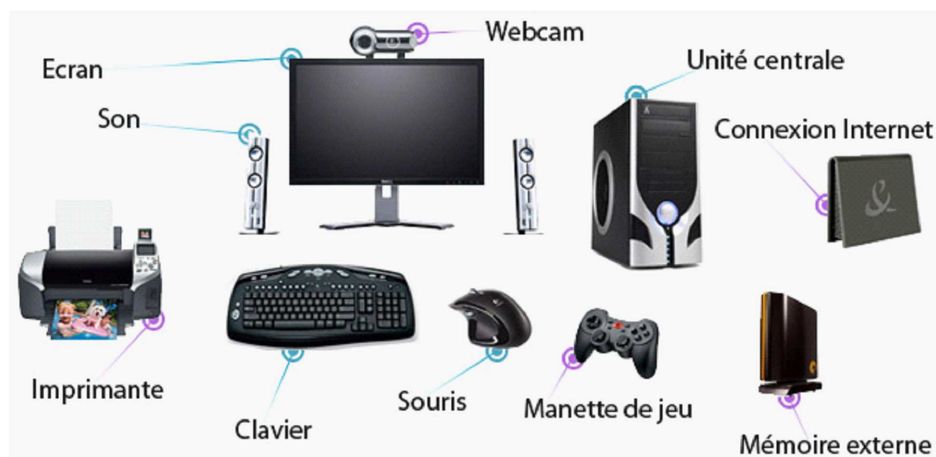 Webcam
Ecran
Unité centrale
Son
Connexion Internet
Imprimante
Souris
Manette de jeu
Clavier
Mémoire externe